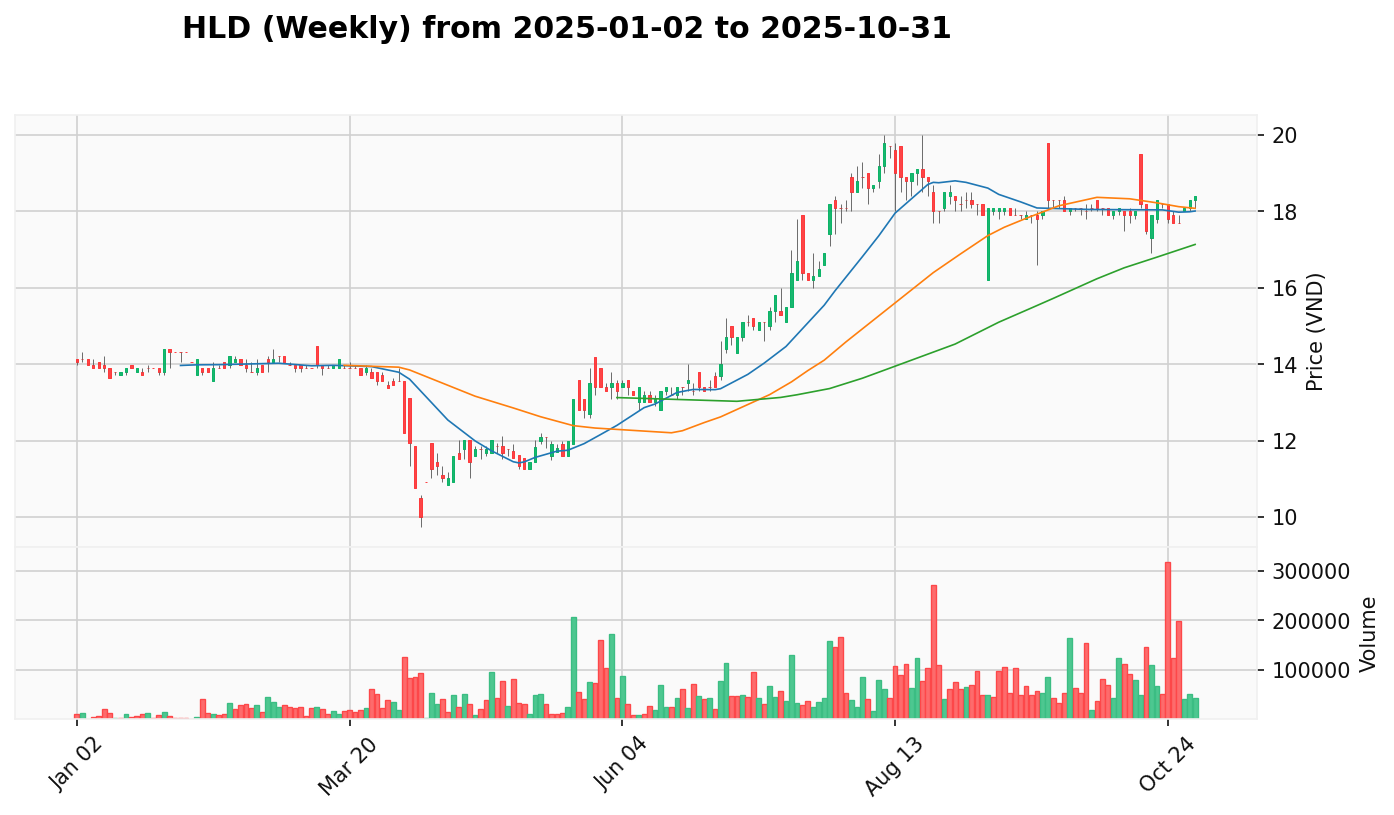 HLD (Weekly) from 2025-01-02 to 2025-10-31
20
18
16
14
12
10
Price (VND)
300000
200000
100000
Volume
Jan 02
Mar 20
Jun 04
Aug 13
Oct 24